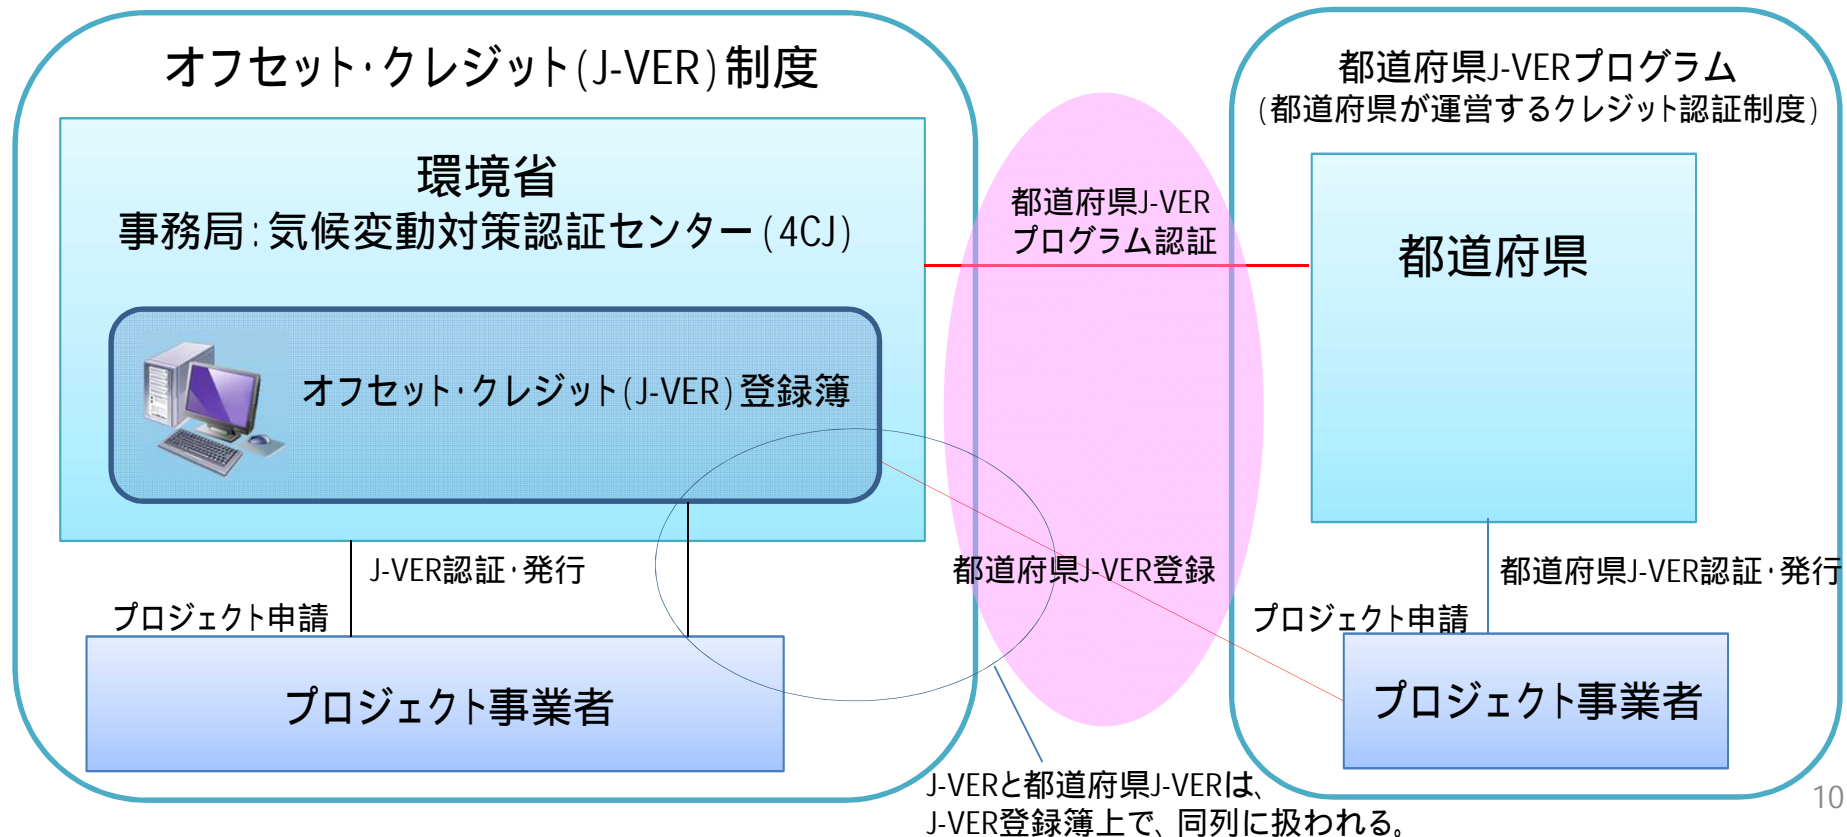 オフセット・クレジット(J-VER)制度
環境省
事務局:気候変動対策認証センター(4CJ)
オフセット・クレジット(J-VER)登録簿
J-VER認証・発行
プロジェクト申請
プロジェクト事業者
都道府県J-VER
プログラム認証
都道府県J-VER登録
J-VERと都道府県J-VERは、
J-VER登録簿上で、同列に扱われる。
都道府県J-VERプログラム
(都道府県が運営するクレジット認証制度)
都道府県
都道府県J-VER認証・発行
プロジェクト申請
プロジェクト事業者
10